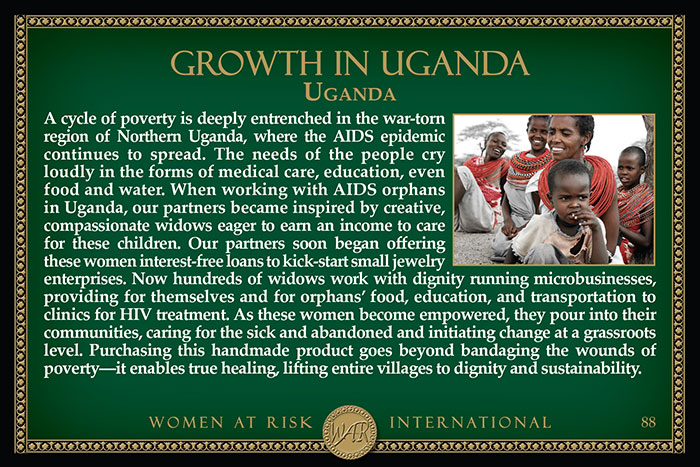 GROWTH IN UGANDA
UGANDA
A cycle of poverty is deeply entrenched in the war-torn
region of Northern Uganda, where the AIDS epidemic
continues to spread. The needs of the people cry
loudly in the forms of medical care, education, even
food and water. When working with AIDS orphans
in Uganda, our partners became inspired by creative,
compassionate widows eager to earn an income to care
for these children. Our partners soon began offering
these women interest-free loans to kick-start small jewelry
enterprises. Now hundreds of widows work with dignity running microbusinesses,
providing for themselves and for orphans’ food, education, and transportation to
clinics for HIV treatment. As these women become empowered, they pour into their
communities, caring for the sick and abandoned and initiating change at a grassroots
level. Purchasing this handmade product goes beyond bandaging the wounds of
poverty—it enables true healing, lifting entire villages to dignity and sustainability.
WOMEN AT RISK WAR INTERNATIONAL 88